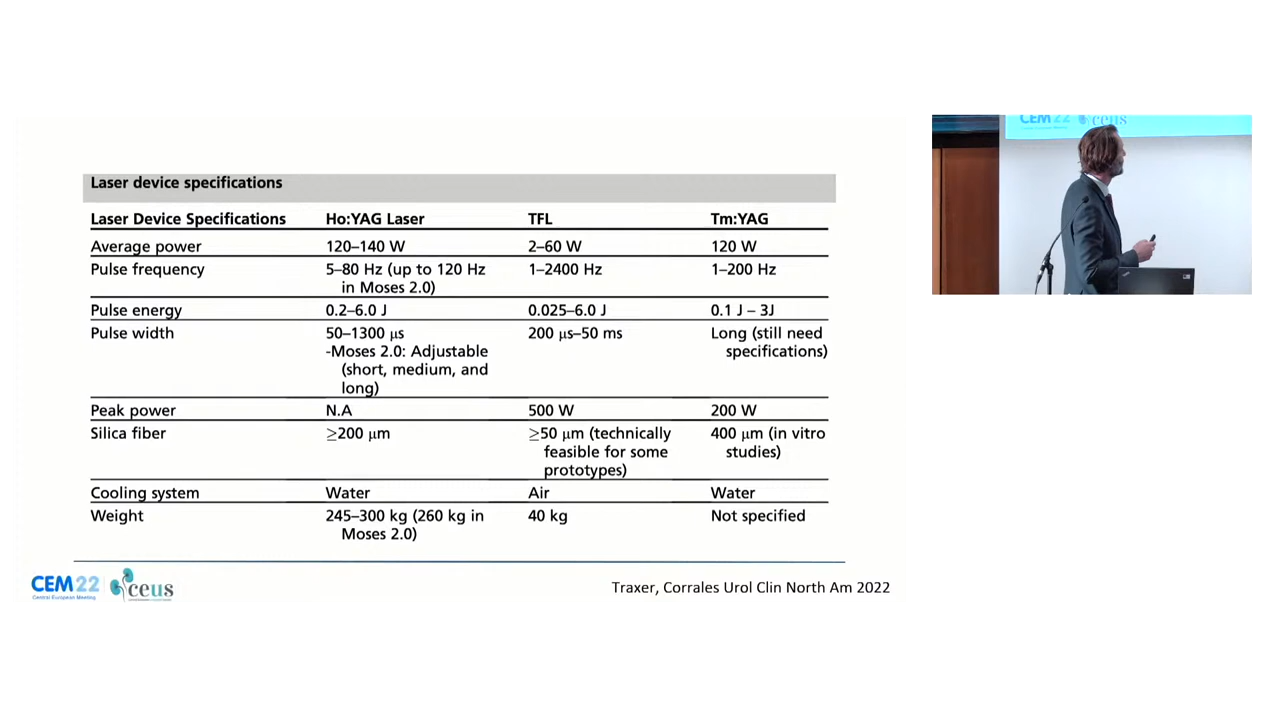 Laser device specifications
Laser Device Specifications Ho:YAG Laser TFL Tm:YAG
Average power 120–140 W 2–60 W 120 W
Pulse frequency 5–80 Hz (up to 120 Hz 1–2400 Hz 1–200 Hz
in Moses 2.0)
Pulse energy 0.2–6.0 J 0.025–6.0 J 0.1 J – 3J
Pulse width 50–1300 μs 200 μs–50 ms Long (still need
-Moses 2.0: Adjustable specifications)
(short, medium, and
long)
Peak power N.A 500 W 200 W
Silica fiber ≥200 μm ≥50 μm (technically 400 μm (in vitro
feasible for some studies)
prototypes)
Cooling system Water Air Water
Weight 245–300 kg (260 kg in 40 kg Not specified
Moses 2.0)
CEM22 ceus
Central European Meeting
Traxer, Corrales Urol Clin North Am 2022
CEM22 ceus